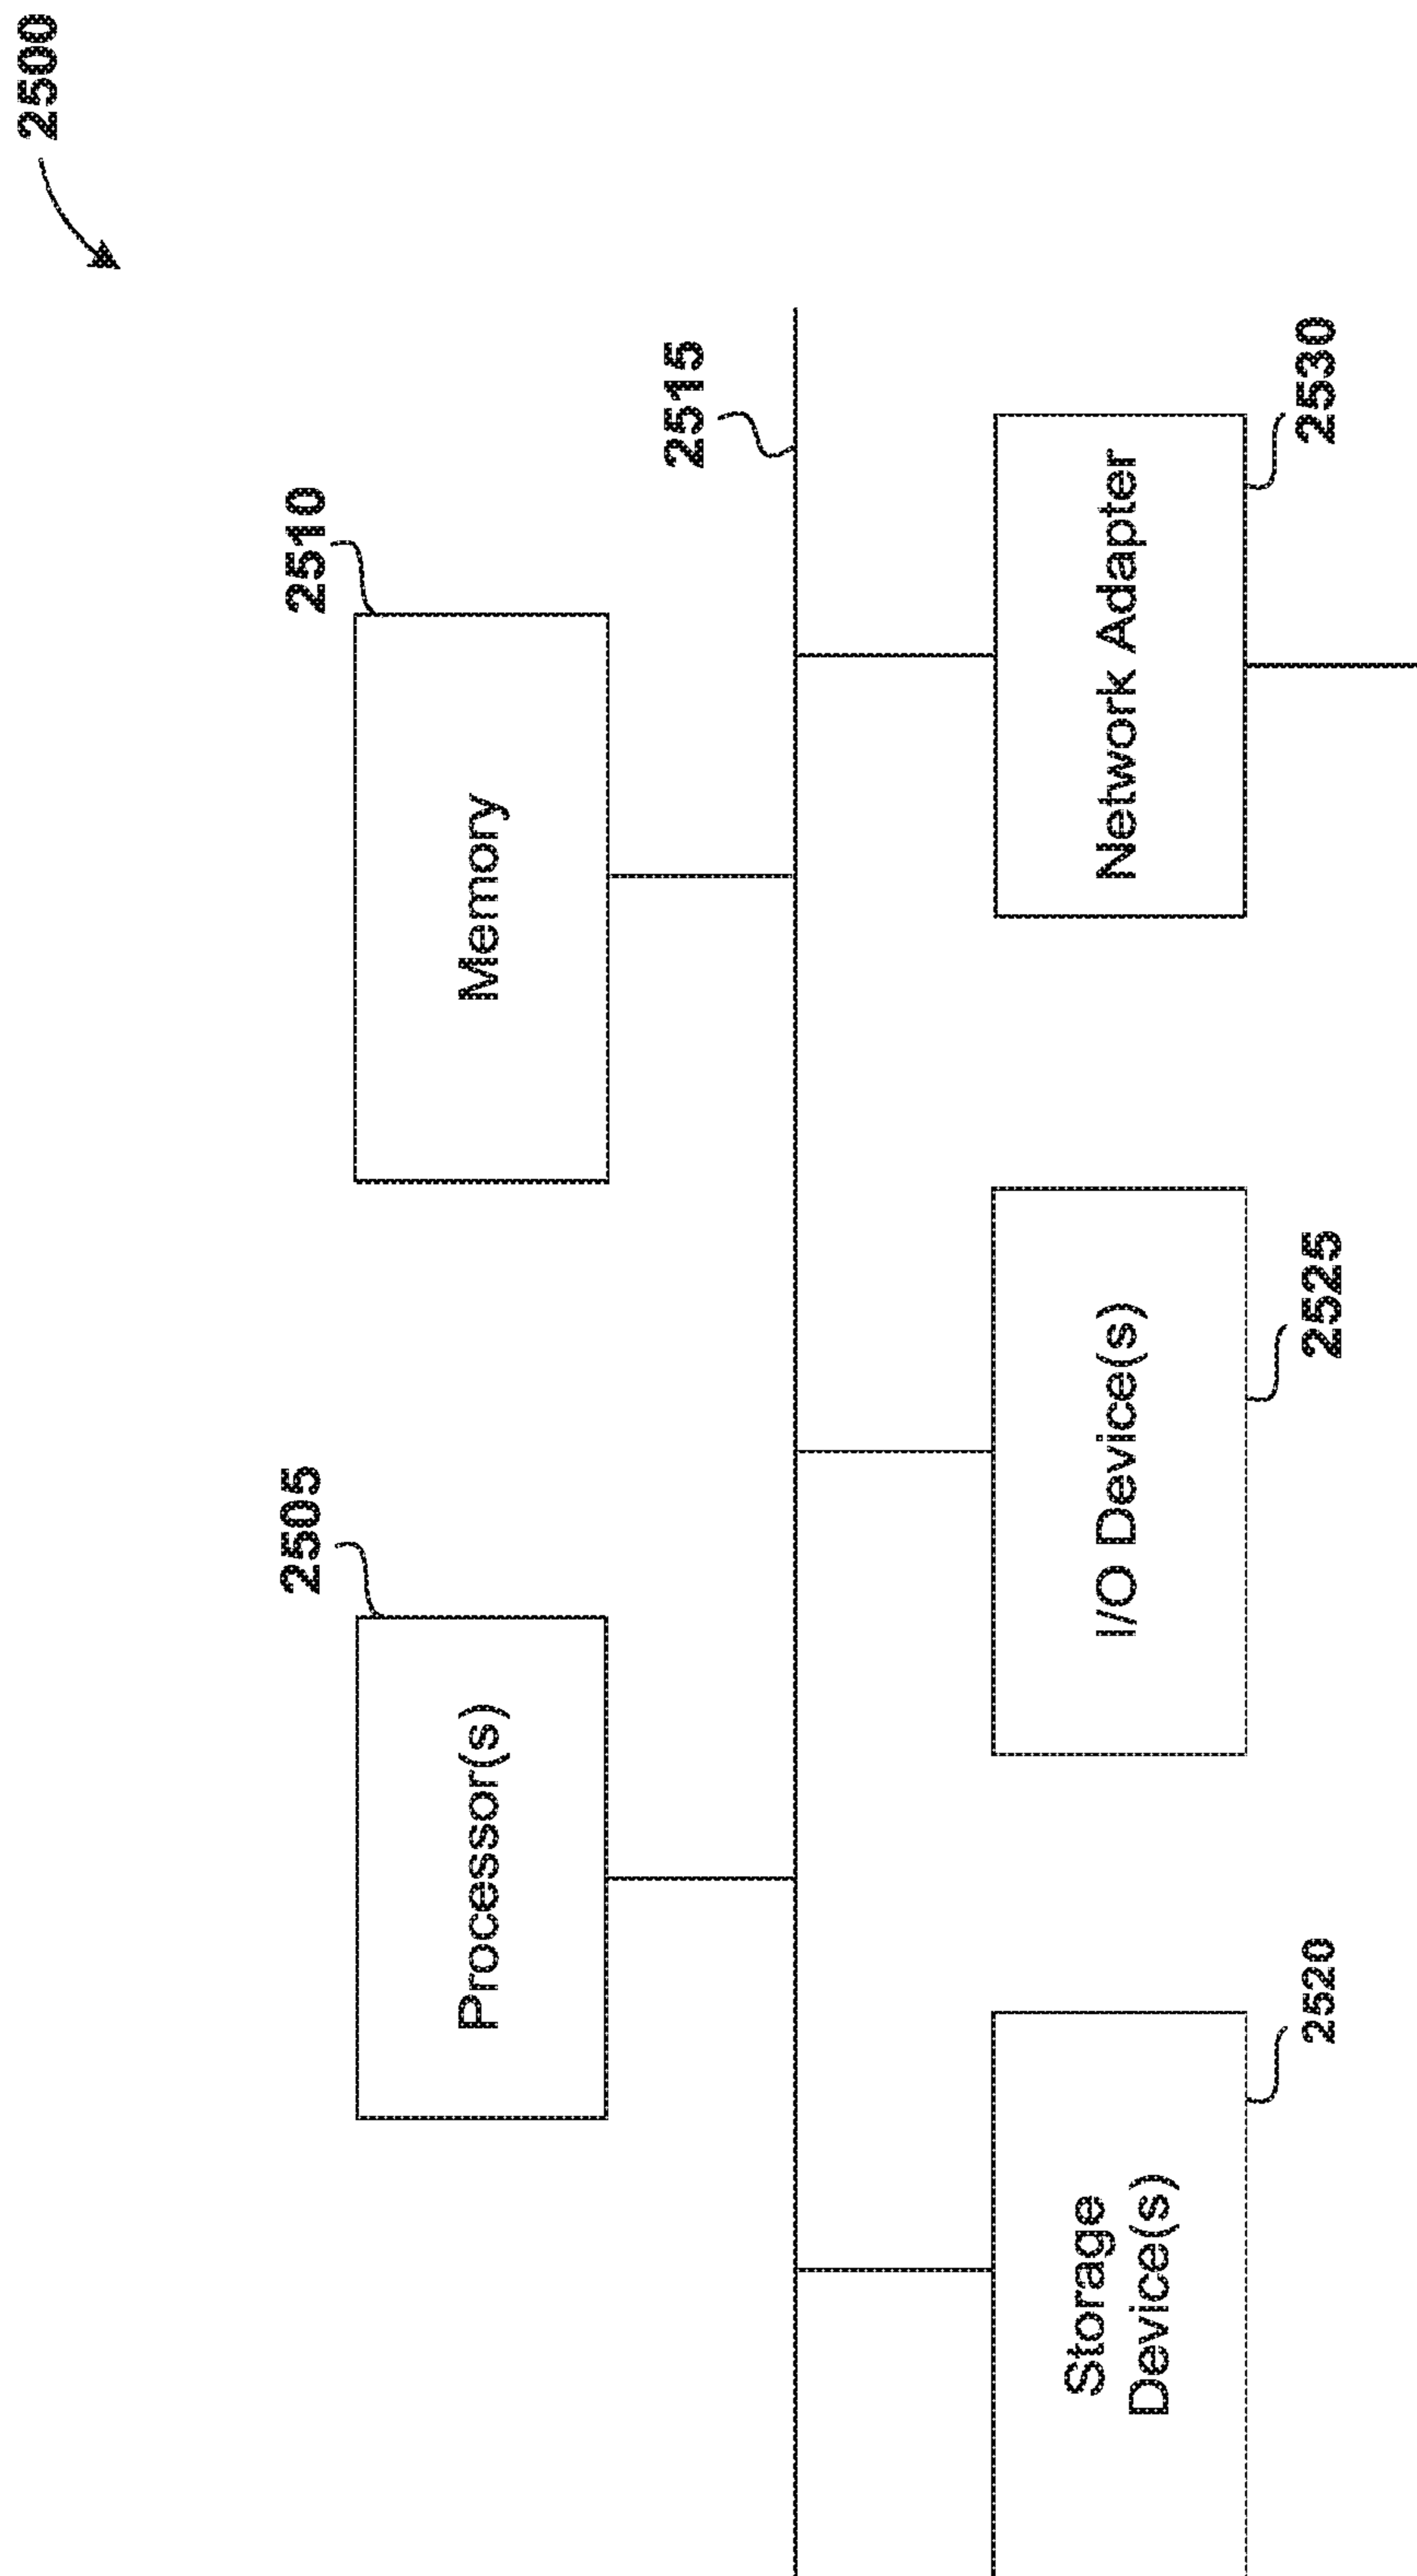 2500
2505
Processor(s)
2510
Memory
2515
Storage
Device(s)
2520
I/O Device(s)
2525
Network Adapter
2530